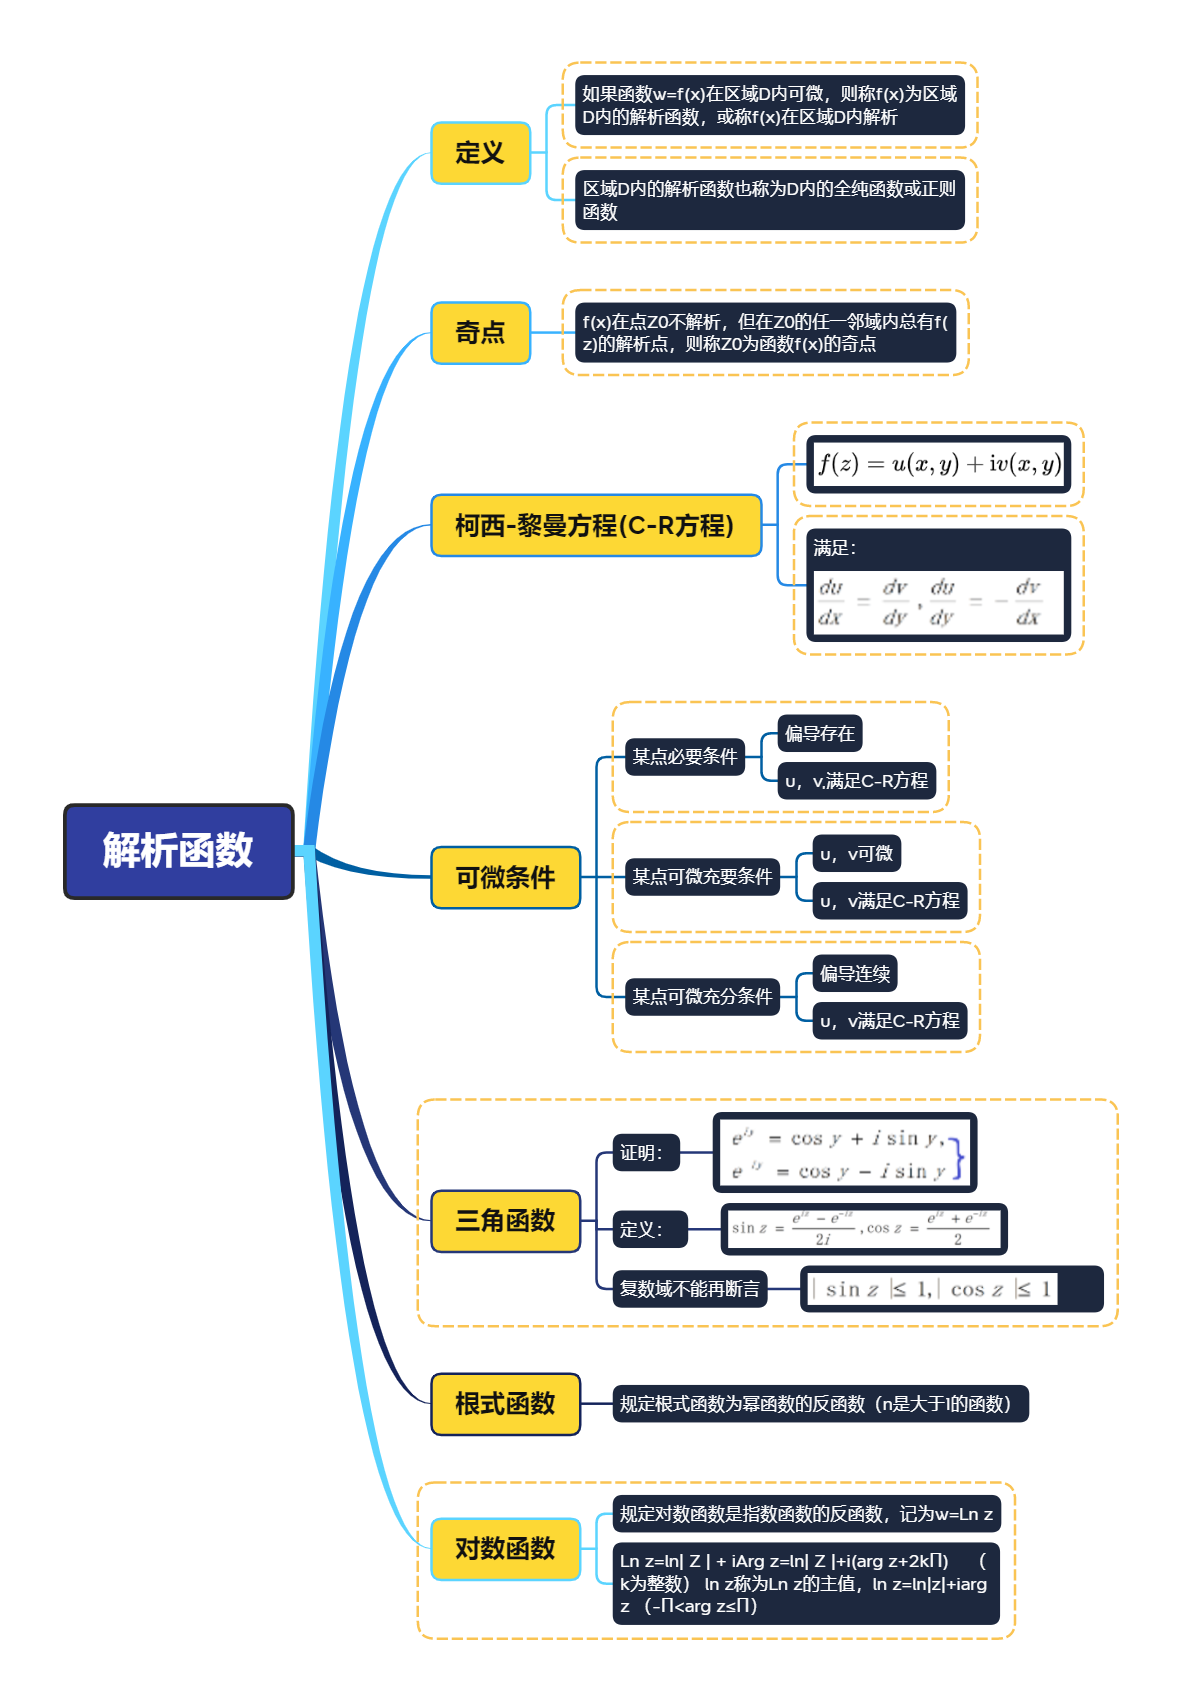 解析函数
定义
如果函数w=f(x)在区域D内可微，则称f(x)为区域
D内的解析函数，或称f(x)在区域D内解析
区域D内的解析函数也称为D内的全纯函数或正则
函数
奇点
f(x)在点Z0不解析，但在Z0的任一邻域内总有f(
z)的解析点，则称Z0为函数f(x)的奇点
柯西-黎曼方程(C-R方程)
f(z) = u(x, y) + iv(x, y)
满足：
du/dx = dv/dy , du/dy = - dv/dx
可微条件
某点必要条件
偏导存在
u，v,满足C-R方程
某点可微充要条件
u，v可微
u，v满足C-R方程
某点可微充分条件
偏导连续
u，v满足C-R方程
三角函数
证明：
e^{iy} = cos y + i sin y,
e^{iy} = cos y − i sin y }
定义：
sin z = (e^{iz} − e^{−iz})/2i , cos z = (e^{iz} + e^{−iz})/2
复数域不能再断言
| sin z |≤ 1,| cos z |≤ 1
根式函数
规定根式函数为幂函数的反函数（n是大于1的函数）
对数函数
规定对数函数是指数函数的反函数，记为w=Ln z
Ln z=ln| Z | + iArg z=ln| Z |+i(arg z+2kΠ) （
k为整数） ln z称为Ln z的主值，ln z=ln|z|+iarg
z （-Π<arg z≤Π）